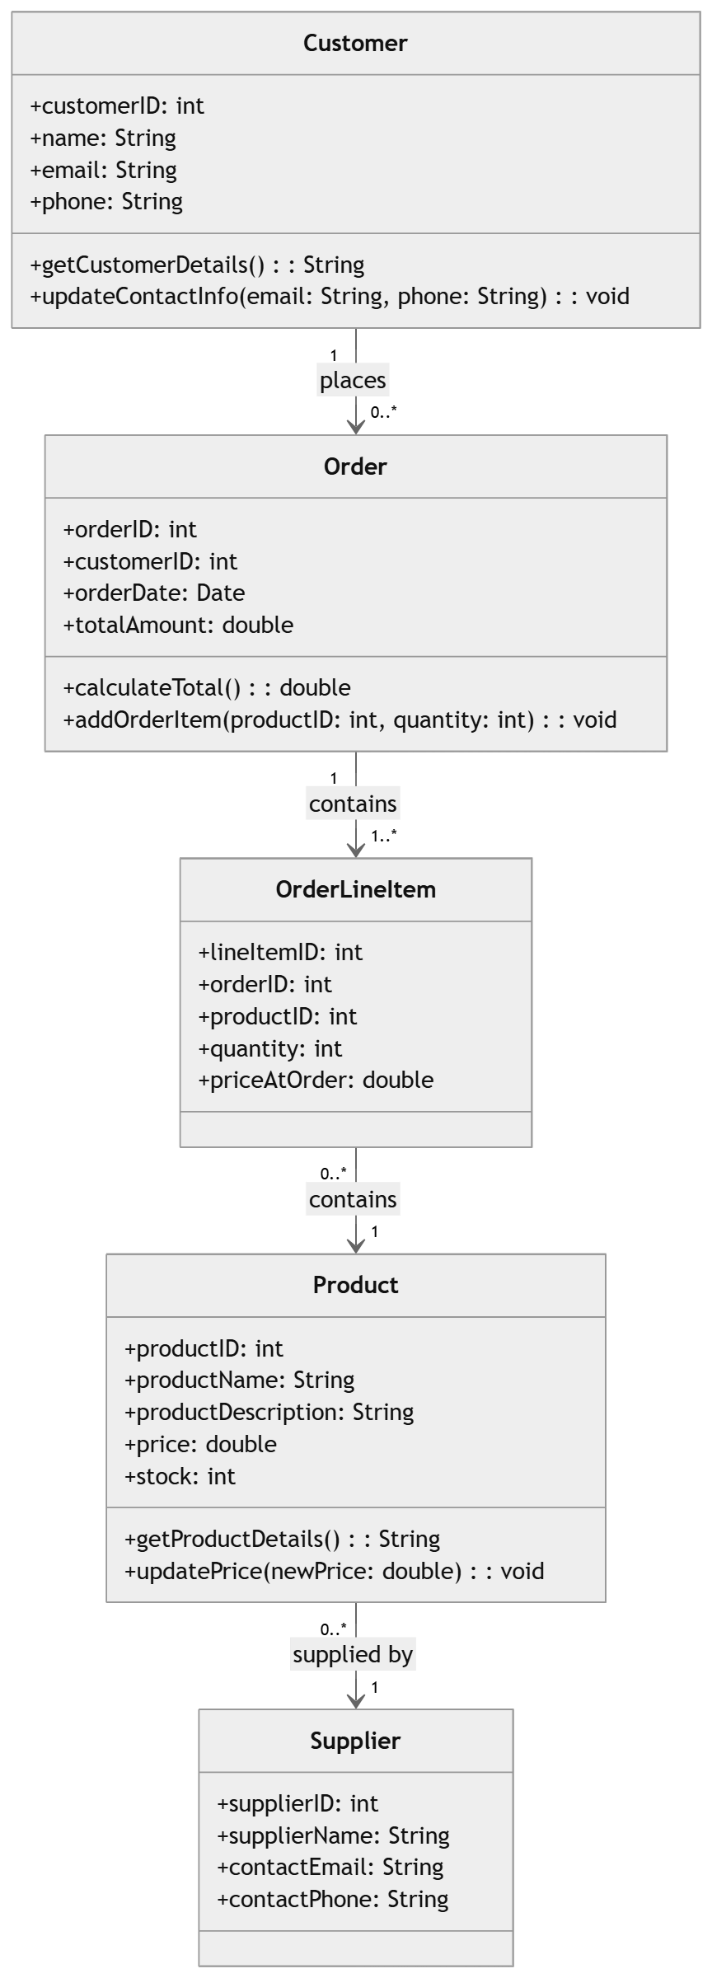 Customer
+customerID: int
+name: String
+email: String
+phone: String
+getCustomerDetails() : : String
+updateContactInfo(email: String, phone: String) : : void
1
places
0..*
Order
+orderID: int
+customerID: int
+orderDate: Date
+totalAmount: double
+calculateTotal() : : double
+addOrderItem(productID: int, quantity: int) : : void
1
contains
1..*
OrderLineItem
+lineItemID: int
+orderID: int
+productID: int
+quantity: int
+priceAtOrder: double
0..*
contains
1
Product
+productID: int
+productName: String
+productDescription: String
+price: double
+stock: int
+getProductDetails() : : String
+updatePrice(newPrice: double) : : void
0..*
supplied by
1
Supplier
+supplierID: int
+supplierName: String
+contactEmail: String
+contactPhone: String